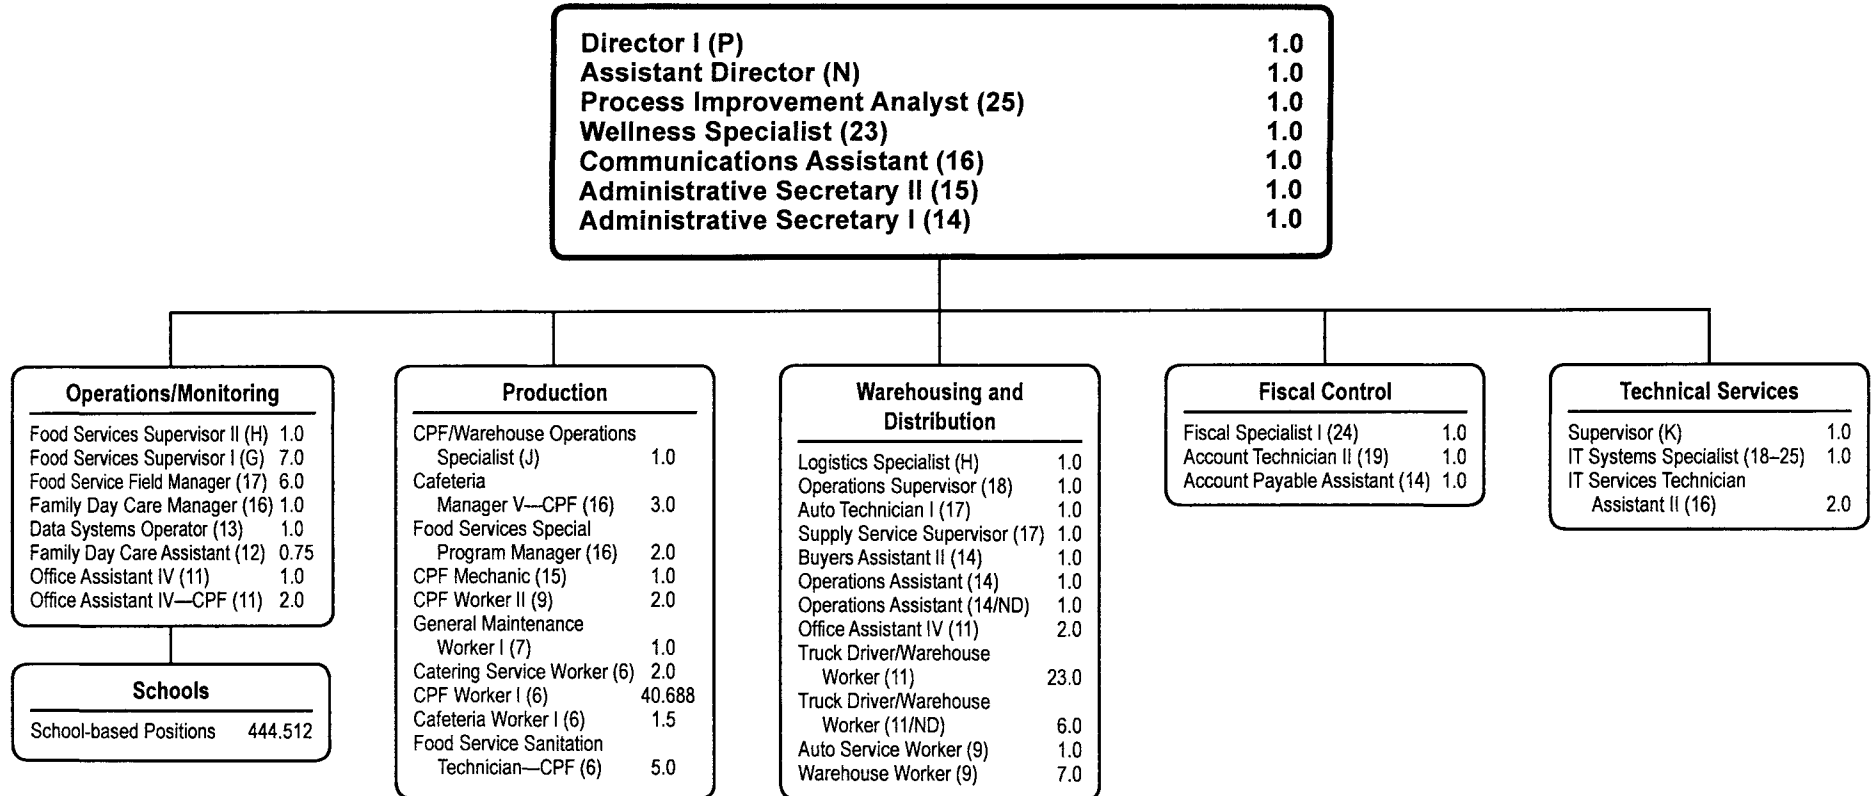 Director I (P) 1.0
Assistant Director (N) 1.0
Process Improvement Analyst (25) 1.0
Wellness Specialist (23) 1.0
Communications Assistant (16) 1.0
Administrative Secretary II (15) 1.0
Administrative Secretary I (14) 1.0
Operations/Monitoring
Food Services Supervisor II (H) 1.0
Food Services Supervisor I (G) 7.0
Food Service Field Manager (17) 6.0
Family Day Care Manager (16) 1.0
Data Systems Operator (13) 1.0
Family Day Care Assistant (12) 0.75
Office Assistant IV (11) 1.0
Office Assistant IV—CPF (11) 2.0
Schools
School-based Positions 444.512
Production
CPF/Warehouse Operations
Specialist (J) 1.0
Cafeteria
Manager V—CPF (16) 3.0
Food Services Special
Program Manager (16) 2.0
CPF Mechanic (15) 1.0
CPF Worker II (9) 2.0
General Maintenance
Worker I (7) 1.0
Catering Service Worker (6) 2.0
CPF Worker I (6) 40.688
Cafeteria Worker I (6) 1.5
Food Service Sanitation
Technician—CPF (6) 5.0
Warehousing and
Distribution
Logistics Specialist (H) 1.0
Operations Supervisor (18) 1.0
Auto Technician I (17) 1.0
Supply Service Supervisor (17) 1.0
Buyers Assistant II (14) 1.0
Operations Assistant (14) 1.0
Operations Assistant (14/ND) 1.0
Office Assistant IV (11) 2.0
Truck Driver/Warehouse
Worker (11) 23.0
Truck Driver/Warehouse
Worker (11/ND) 6.0
Auto Service Worker (9) 1.0
Warehouse Worker (9) 7.0
Fiscal Control
Fiscal Specialist I (24) 1.0
Account Technician II (19) 1.0
Account Payable Assistant (14) 1.0
Technical Services
Supervisor (K) 1.0
IT Systems Specialist (18–25) 1.0
IT Services Technician
Assistant II (16) 2.0